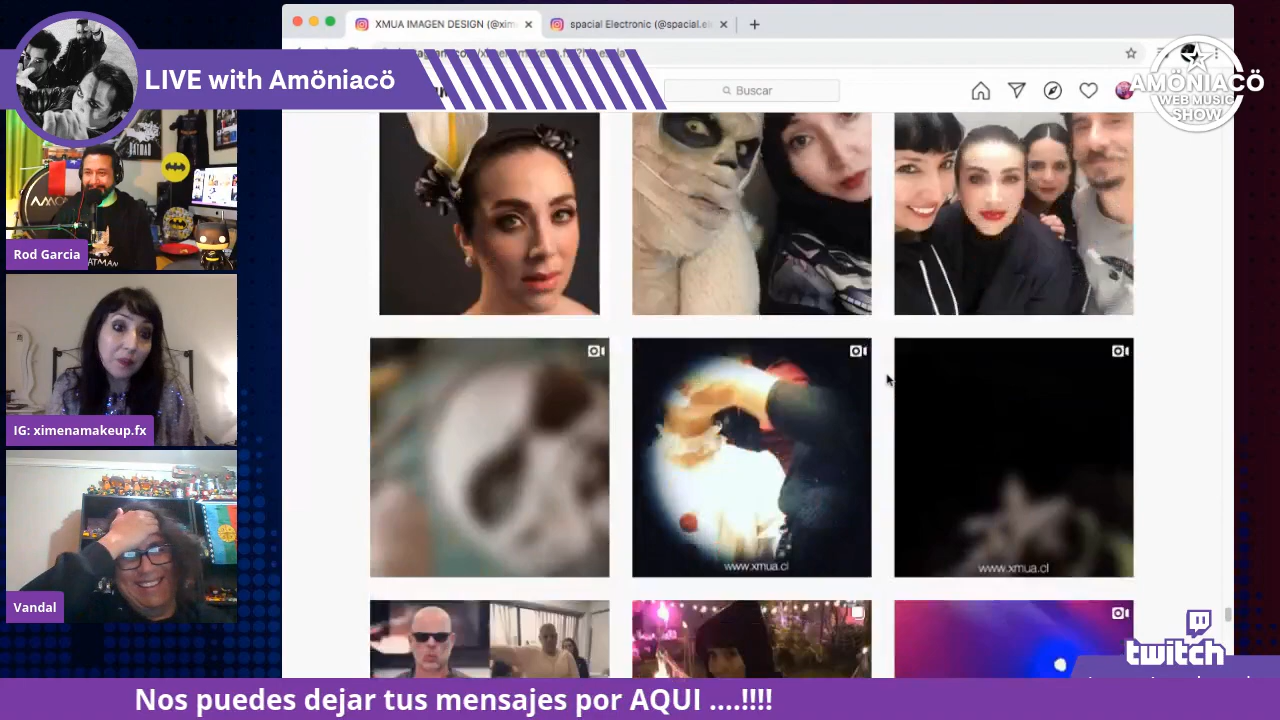 XMUA IMAGEN DESIGN (@xim
spacial Electronic (@spacial.el
LIVE with Amöniacö
Buscar
AMÖNIACÖ
WEB MUSIC
SHOW
Rod Garcia
IG: ximenamakeup.fx
Vandal
www.xmua.cl
www.xmua.cl
twitch
Nos puedes dejar tus mensajes por AQUI ....!!!!